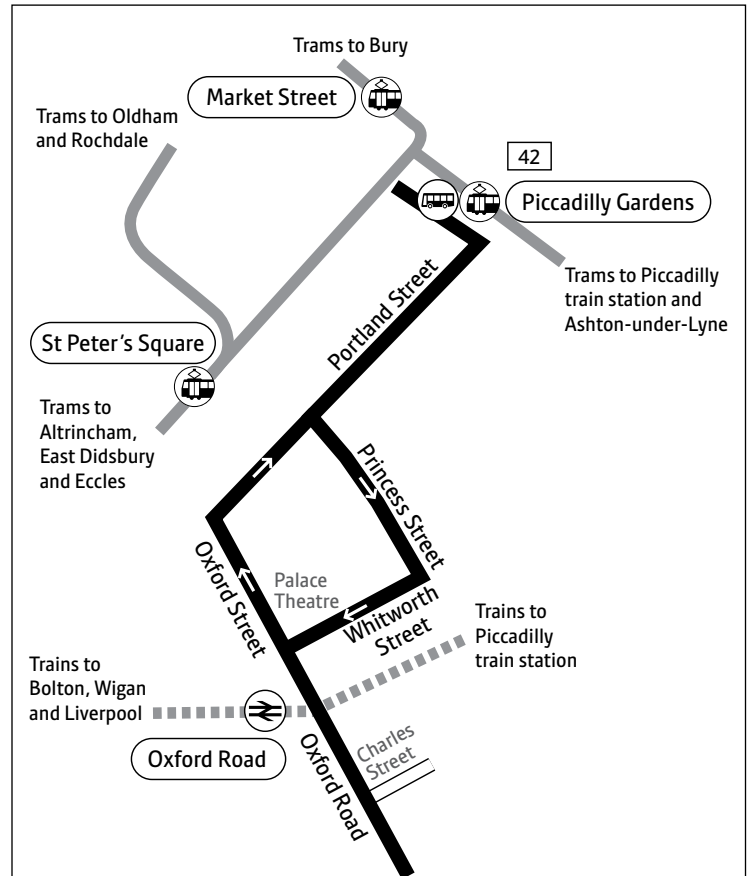 Trams to Bury
Market Street
Trams to Oldham
and Rochdale
42
Piccadilly Gardens
Trams to Piccadilly
train station and
Ashton-under-Lyne
Portland Street
St Peter’s Square
Trams to
Altrincham,
East Didsbury
and Eccles
Princess Street
Oxford Street
Palace
Theatre
Whitworth
Street
Trains to
Piccadilly
train station
Trains to
Bolton, Wigan
and Liverpool
Oxford Road
Oxford Road
Charles
Street